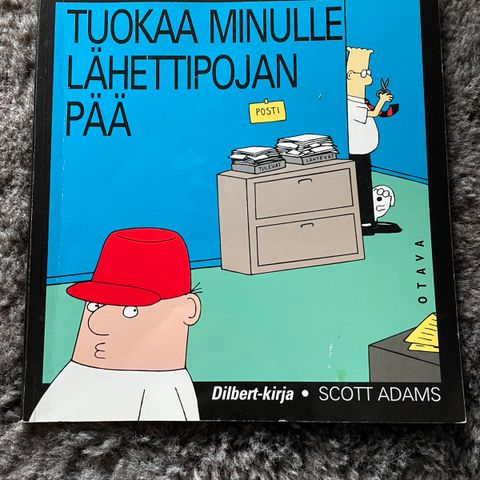 TUOKAA MINULLE
LÄHETTIPOJAN
PÄÄ
POSTI
TULEVAT
LÄHTEVÄT
OTAVA
Dilbert-kirja • SCOTT ADAMS